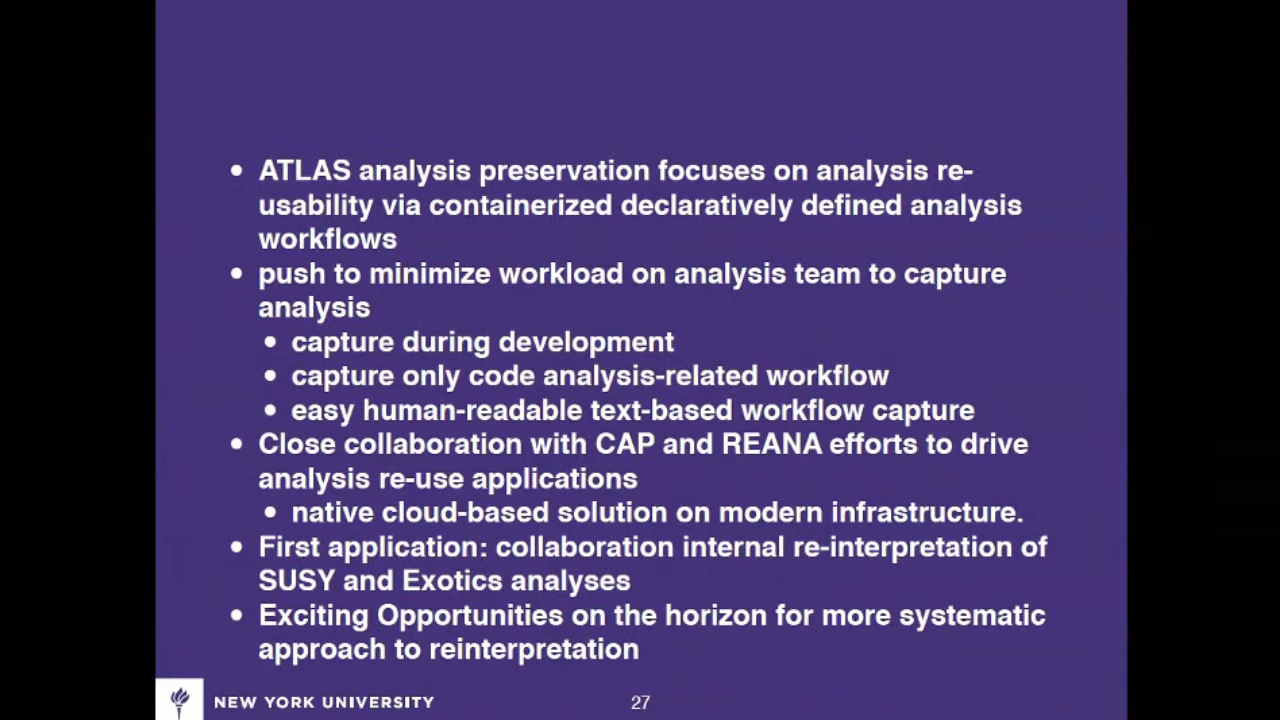 • ATLAS analysis preservation focuses on analysis re-
usability via containerized declaratively defined analysis
workflows
• push to minimize workload on analysis team to capture
analysis
• capture during development
• capture only code analysis-related workflow
• easy human-readable text-based workflow capture
• Close collaboration with CAP and REANA efforts to drive
analysis re-use applications
• native cloud-based solution on modern infrastructure.
• First application: collaboration internal re-interpretation of
SUSY and Exotics analyses
• Exciting Opportunities on the horizon for more systematic
approach to reinterpretation
NEW YORK UNIVERSITY
27